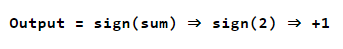 Output = sign(sum) ⇒ sign(2) ⇒ +1